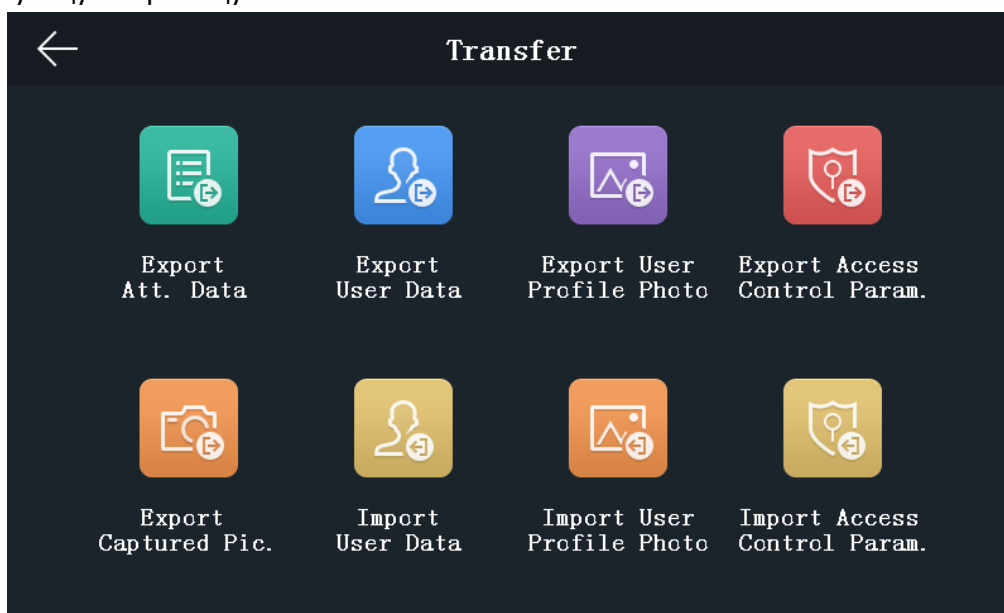 Transfer
Export
Att. Data
Export
User Data
Export User
Profile Photo
Export Access
Control Param.
Export
Captured Pic.
Import
User Data
Import User
Profile Photo
Import Access
Control Param.